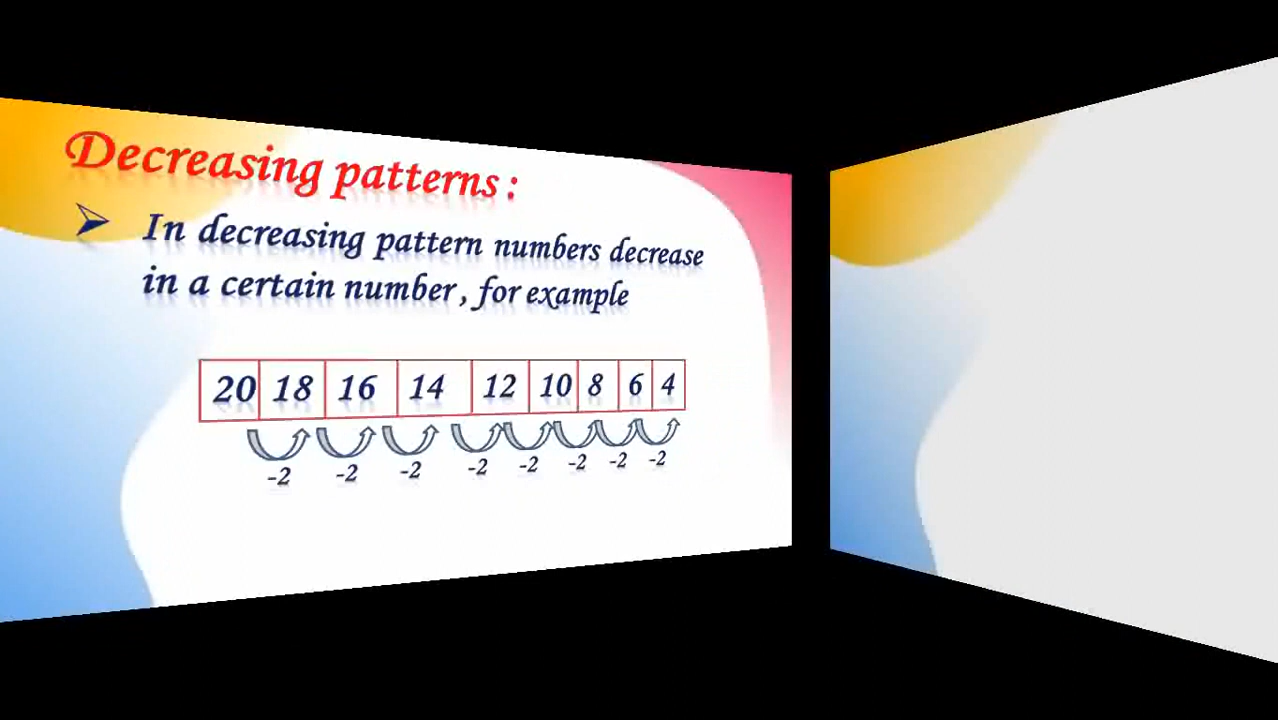 Decreasing patterns :
In decreasing pattern numbers decrease
in a certain number, for example
20 18 16 14 12 10 8 6 4
-2 -2 -2 -2 -2 -2 -2 -2